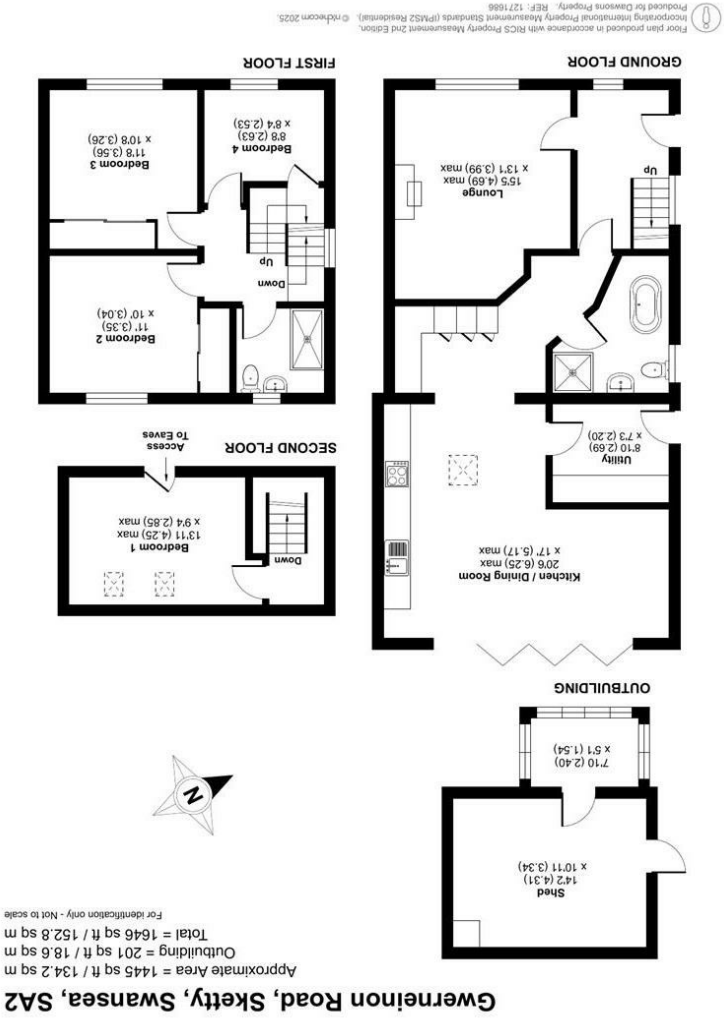 Gwerneinon Road, Sketty, Swansea, SA2
Approximate Area = 1445 sq ft / 134.2 sq m
Outbuilding = 201 sq ft / 18.6 sq m
Total = 1646 sq ft / 152.8 sq m
For identification only - Not to scale
Shed
14'2 (4.31)
x 10'11 (3.34)
7'10 (2.40)
x 5'1 (1.54)
OUTBUILDING
N
Kitchen / Dining Room
20'6 (6.25) max
x 17' (5.17) max
Utility
8'10 (2.69)
x 7'3 (2.20)
Lounge
15'5 (4.69) max
x 13'1 (3.99) max
Up
GROUND FLOOR
Bedroom 1
13'11 (4.25) max
x 9'4 (2.85) max
Down
Access
To Eaves
SECOND FLOOR
Bedroom 2
11' (3.35)
x 10' (3.04)
Down
Up
Bedroom 3
11'8 (3.56)
x 10'8 (3.26)
Bedroom 4
8'8 (2.63)
x 8'4 (2.53)
FIRST FLOOR
Floor plan produced in accordance with RICS Property Measurement 2nd Edition,
Incorporating International Property Measurement Standards (IPMS2 Residential). © nichecom 2025.
Produced for Dawsons Property. REF: 1271686